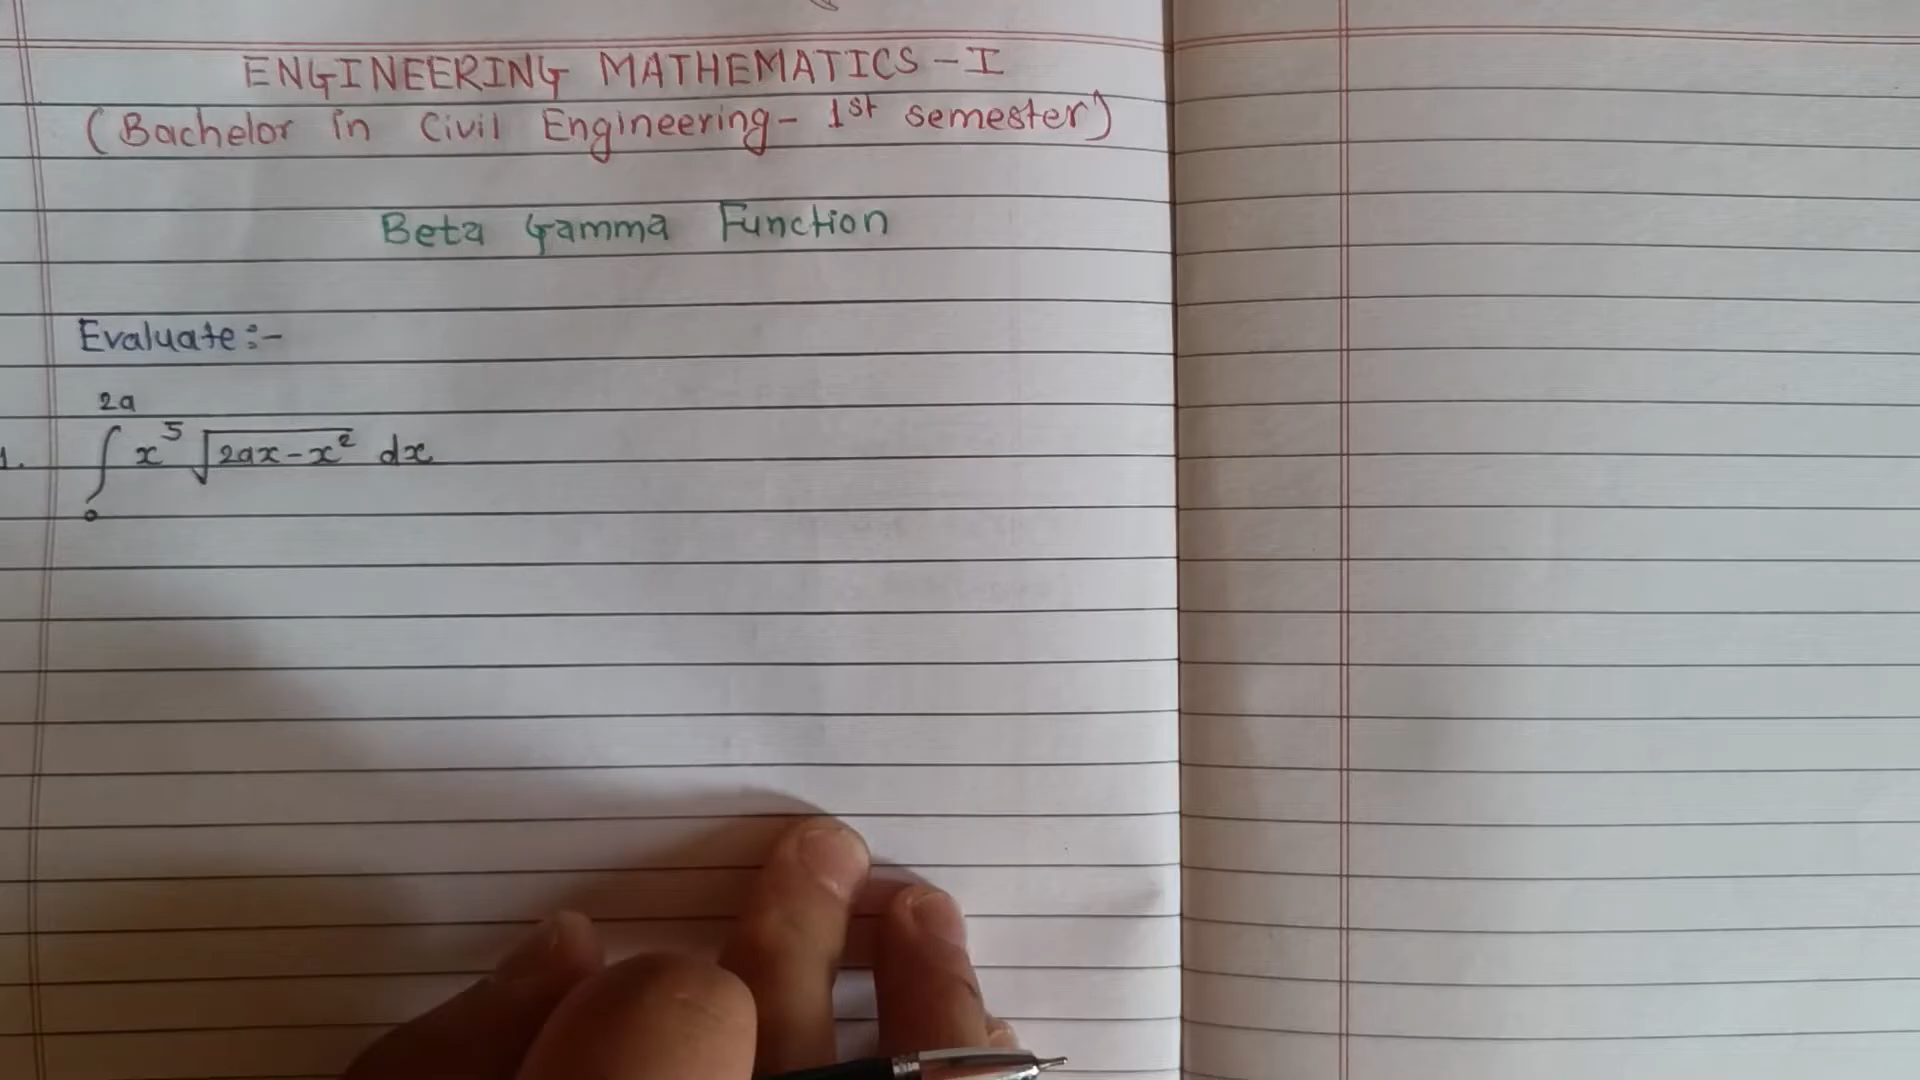 ENGINEERING MATHEMATICS - I
(Bachelor in Civil Engineering - 1st semester)
Beta Gamma Function
Evaluate :-
1. ∫₀²ᵃ x⁵ √(2ax - x²) dx